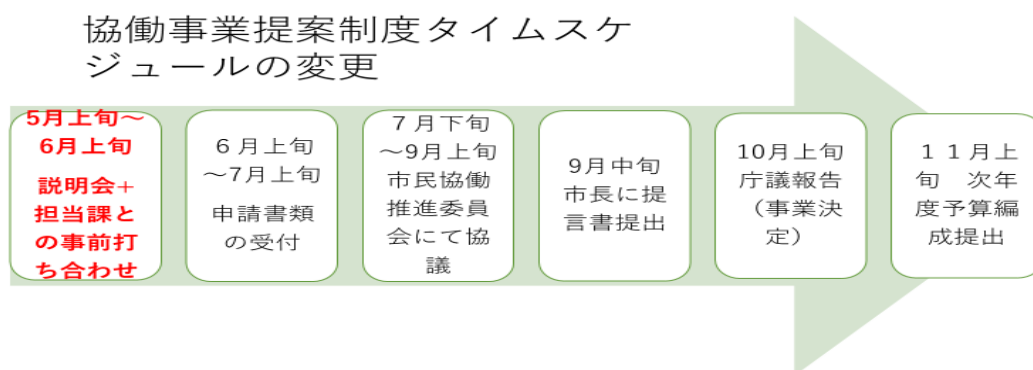 協働事業提案制度タイムスケ
ジュールの変更
5月上旬~
6月上旬
説明会+
担当課と
の事前打
ち合わせ
6月上旬
~7月上旬
申請書類
の受付
7月下旬
~9月上旬
市民協働
推進委員
会にて協
議
9月中旬
市長に提
言書提出
10月上旬
庁議報告
(事業決
定)
11月上
旬 次年
度予算編
成提出